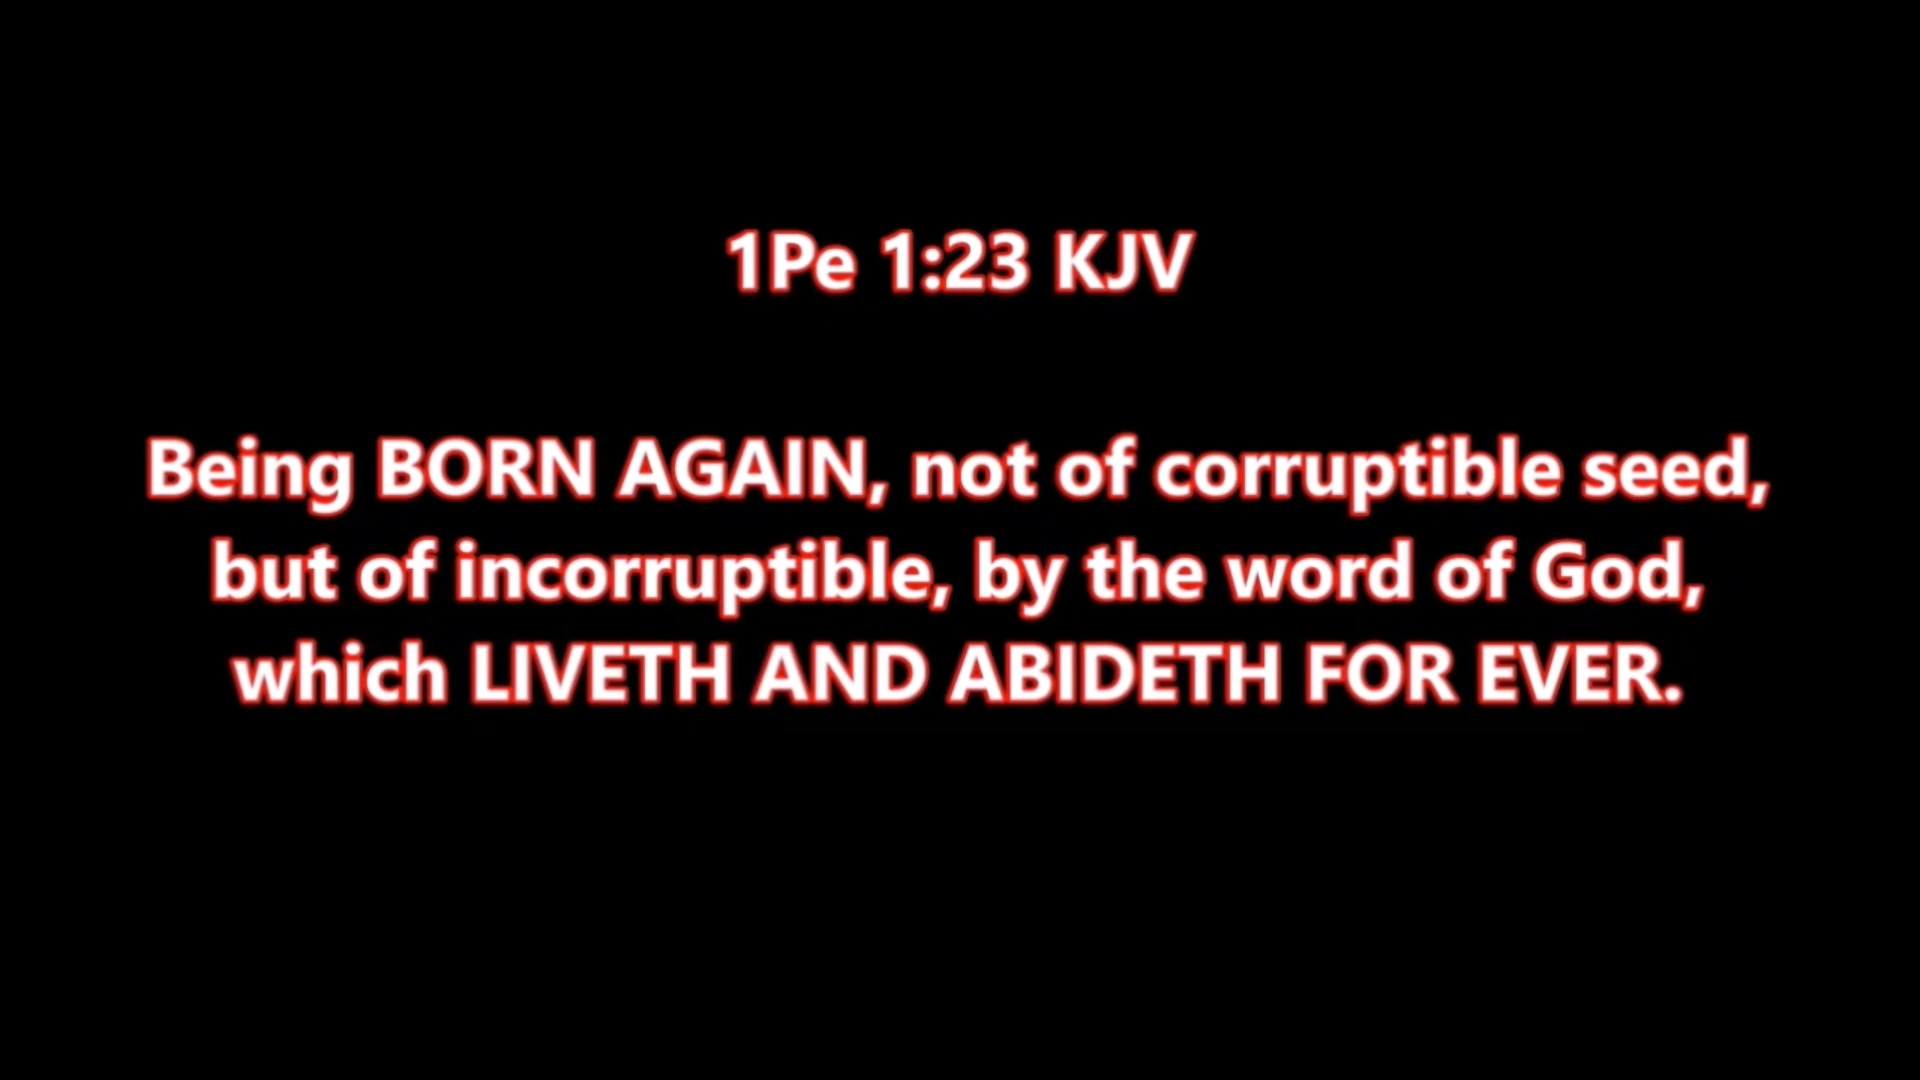 1Pe 1:23 KJV
Being BORN AGAIN, not of corruptible seed,
but of incorruptible, by the word of God,
which LIVETH AND ABIDETH FOR EVER.